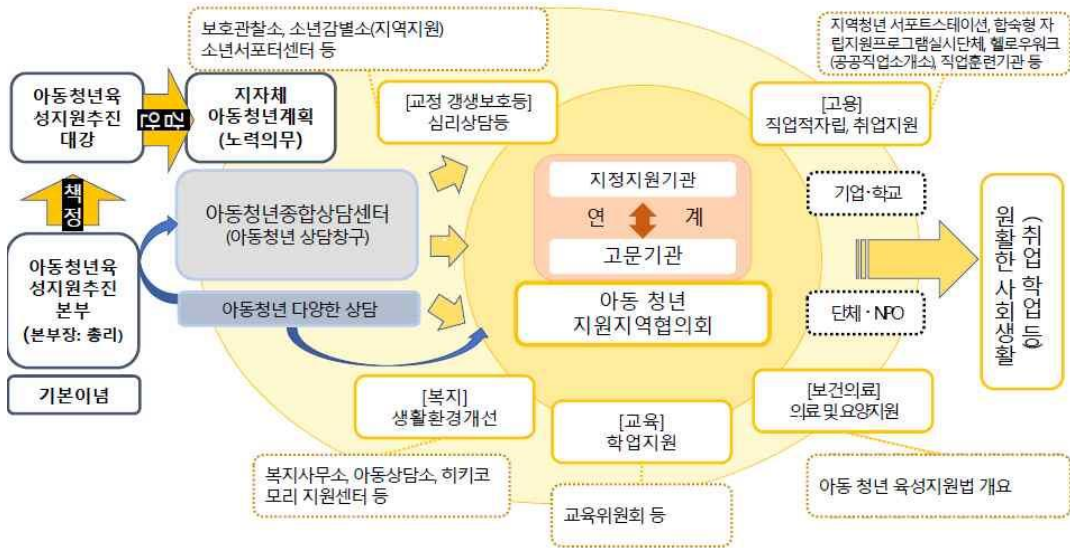 보호관찰소, 소년감별소(지역지원)
소년서포터센터 등
지역청년 서포트스테이션, 합숙형 자
립지원프로그램실시단체, 헬로우워크
(공공직업소개소), 직업훈련기관 등
아동청년육
성지원추진
대강
감안
지자체
아동청년계획
(노력의무)
[교정 갱생보호등]
심리상담등
[고용]
직업적자립, 취업지원
책정
아동청년종합상담센터
(아동청년 상담창구)
지정지원기관
연 계
고문기관
기업·학교
아동청년육
성지원추진
본부
(본부장: 총리)
아동청년 다양한 상담
아동 청년
지원지역협의회
단체·NPO
원활한 사회생활
(취업 학업 등)
기본이념
[복지]
생활환경개선
[교육]
학업지원
[보건의료]
의료 및 요양지원
복지사무소, 아동상담소, 히키코
모리 지원센터 등
교육위원회 등
아동 청년 육성지원법 개요